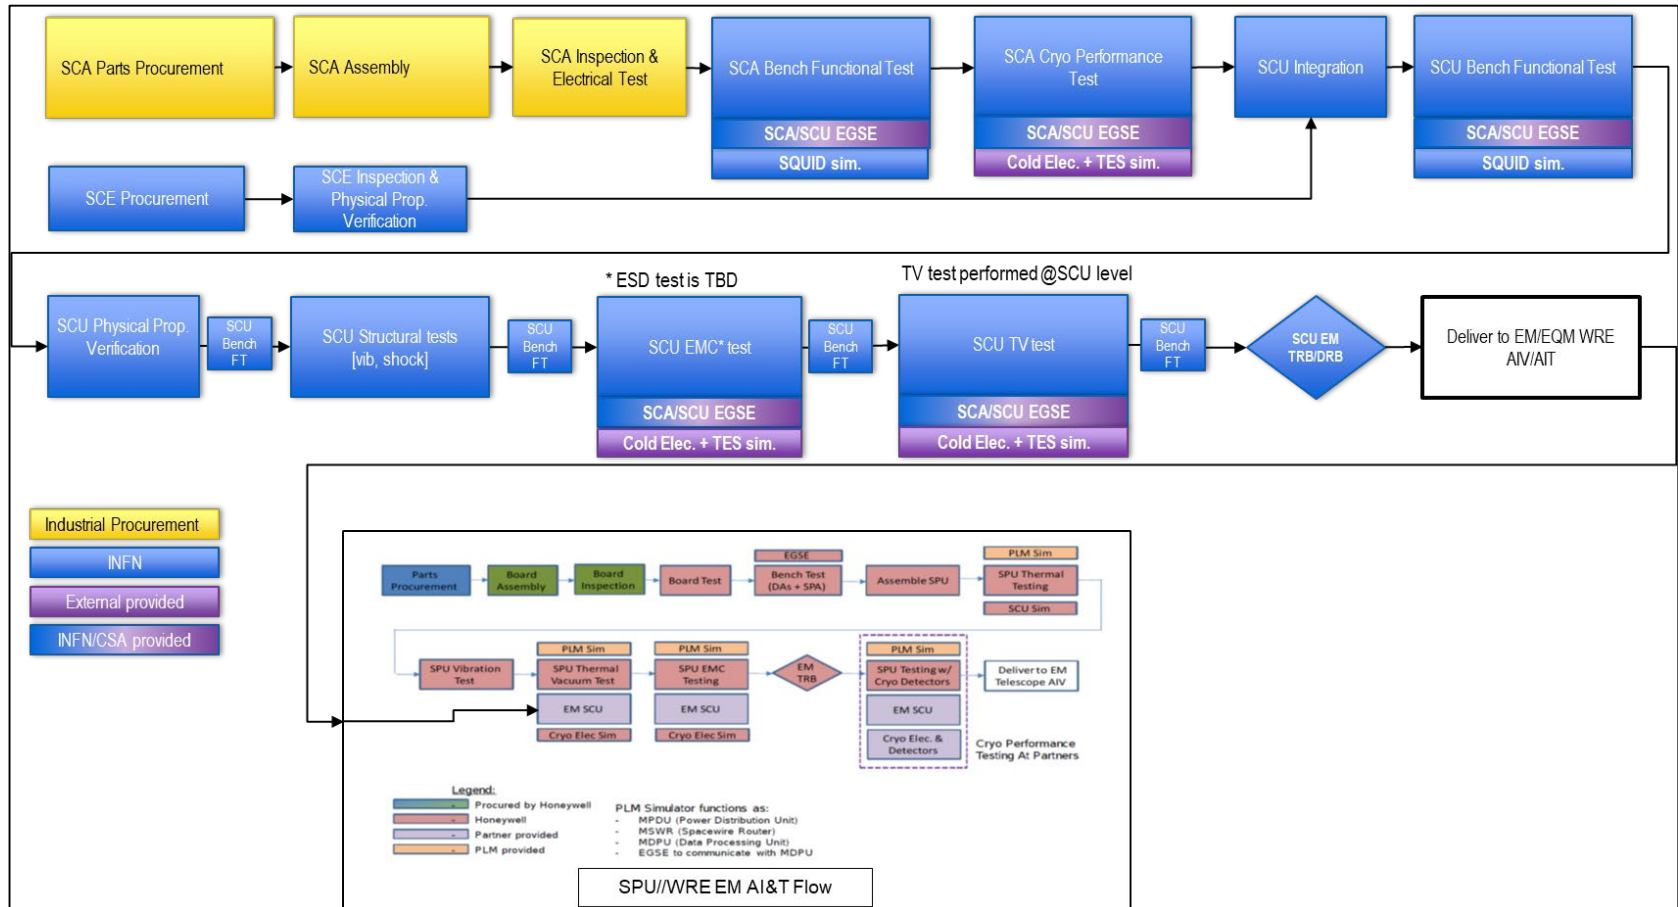 SCA Parts Procurement
SCA Assembly
SCA Inspection &
Electrical Test
SCA Bench Functional Test
SCA/SCU EGSE
SQUID sim.
SCA Cryo Performance
Test
SCA/SCU EGSE
Cold Elec. + TES sim.
SCU Integration
SCU Bench Functional Test
SCA/SCU EGSE
SQUID sim.
SCE Procurement
SCE Inspection &
Physical Prop.
Verification
* ESD test is TBD
TV test performed @SCU level
SCU Physical Prop.
Verification
SCU
Bench
FT
SCU Structural tests
[vib, shock]
SCU
Bench
FT
SCU EMC* test
SCA/SCU EGSE
Cold Elec. + TES sim.
SCU
Bench
FT
SCU TV test
SCA/SCU EGSE
Cold Elec. + TES sim.
SCU
Bench
FT
SCU EM
TRB/DRB
Deliver to EM/EQM WRE
AIV/AIT
Industrial Procurement
INFN
External provided
INFN/CSA provided
Parts
Procurement
Board
Assembly
Board
Inspection
Board Test
EGSE
Bench Test
(DAs + SPA)
Assemble SPU
PLM Sim
SPU Thermal
Testing
SCU Sim
SPU Vibration
Test
PLM Sim
SPU Thermal
Vacuum Test
EM SCU
Cryo Elec Sim
PLM Sim
SPU EMC
Testing
EM SCU
Cryo Elec Sim
EM
TRB
PLM Sim
SPU Testing w/
Cryo Detectors
EM SCU
Cryo Elec. &
Detectors
Deliver to EM
Telescope AIV
Cryo Performance
Testing At Partners
Legend:
- Procured by Honeywell
- Honeywell
- Partner provided
- PLM provided
PLM Simulator functions as:
- MPDU (Power Distribution Unit)
- MSWR (Spacewire Router)
- MDPU (Data Processing Unit)
- EGSE to communicate with MDPU
SPU//WRE EM AI&T Flow